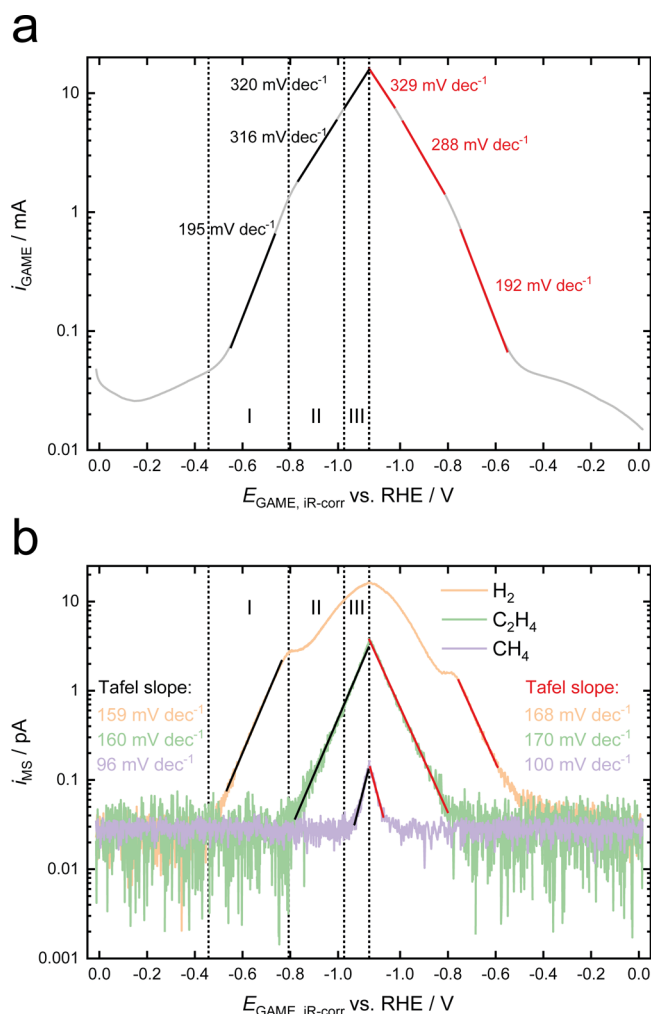 a
320 mV dec⁻¹
329 mV dec⁻¹
316 mV dec⁻¹
288 mV dec⁻¹
195 mV dec⁻¹
192 mV dec⁻¹
10
1
0.1
0.01
i_GAME / mA
I II III
0.0 -0.2 -0.4 -0.6 -0.8 -1.0 -1.0 -0.8 -0.6 -0.4 -0.2 0.0
E_GAME, iR-corr vs. RHE / V
b
I II III
H₂
C₂H₄
CH₄
Tafel slope:
159 mV dec⁻¹
160 mV dec⁻¹
96 mV dec⁻¹
Tafel slope:
168 mV dec⁻¹
170 mV dec⁻¹
100 mV dec⁻¹
10
1
0.1
0.01
0.001
i_MS / pA
0.0 -0.2 -0.4 -0.6 -0.8 -1.0 -1.0 -0.8 -0.6 -0.4 -0.2 0.0
E_GAME, iR-corr vs. RHE / V